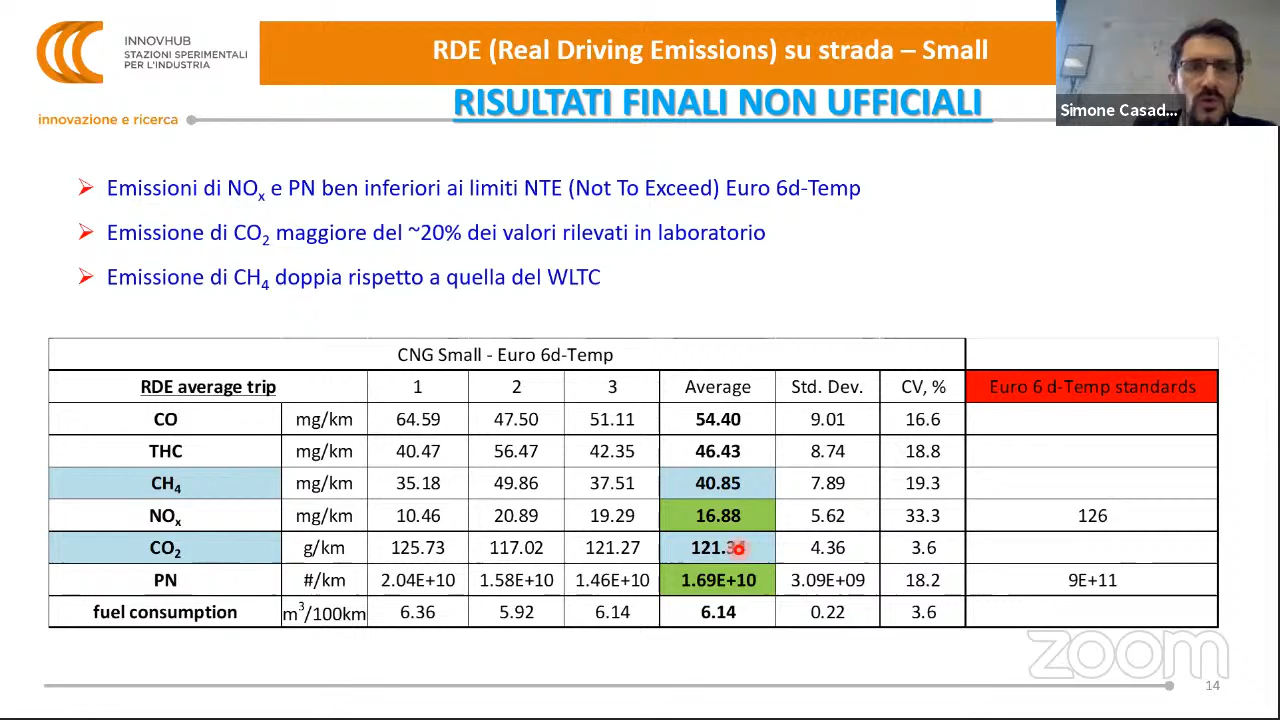 INNOVHUB
STAZIONI SPERIMENTALI
PER L'INDUSTRIA
innovazione e ricerca
RDE (Real Driving Emissions) su strada – Small
RISULTATI FINALI NON UFFICIALI
Simone Casad...
Emissioni di NOx e PN ben inferiori ai limiti NTE (Not To Exceed) Euro 6d-Temp
Emissione di CO2 maggiore del ~20% dei valori rilevati in laboratorio
Emissione di CH4 doppia rispetto a quella del WLTC
CNG Small - Euro 6d-Temp
RDE average trip 1 2 3 Average Std. Dev. CV, % Euro 6 d-Temp standards
CO mg/km 64.59 47.50 51.11 54.40 9.01 16.6
THC mg/km 40.47 56.47 42.35 46.43 8.74 18.8
CH4 mg/km 35.18 49.86 37.51 40.85 7.89 19.3
NOx mg/km 10.46 20.89 19.29 16.88 5.62 33.3 126
CO2 g/km 125.73 117.02 121.27 4.36 3.6
PN #/km 2.04E+10 1.58E+10 1.46E+10 1.69E+10 3.09E+09 18.2 9E+11
fuel consumption m3/100km 6.36 5.92 6.14 6.14 0.22 3.6
zoom
14